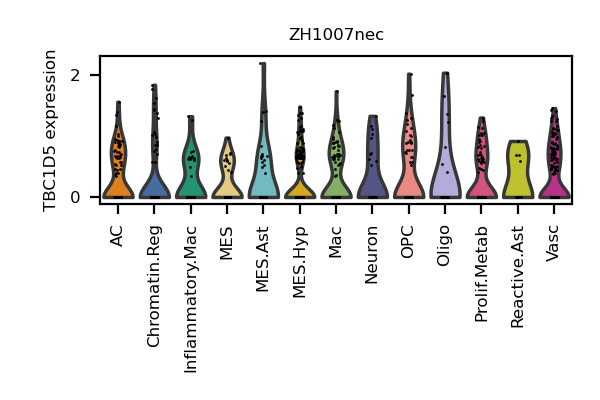 ZH1007nec
TBC1D5 expression
2
0
AC
Chromatin.Reg
Inflammatory.Mac
MES
MES.Ast
MES.Hyp
Mac
Neuron
OPC
Oligo
Prolif.Metab
Reactive.Ast
Vasc